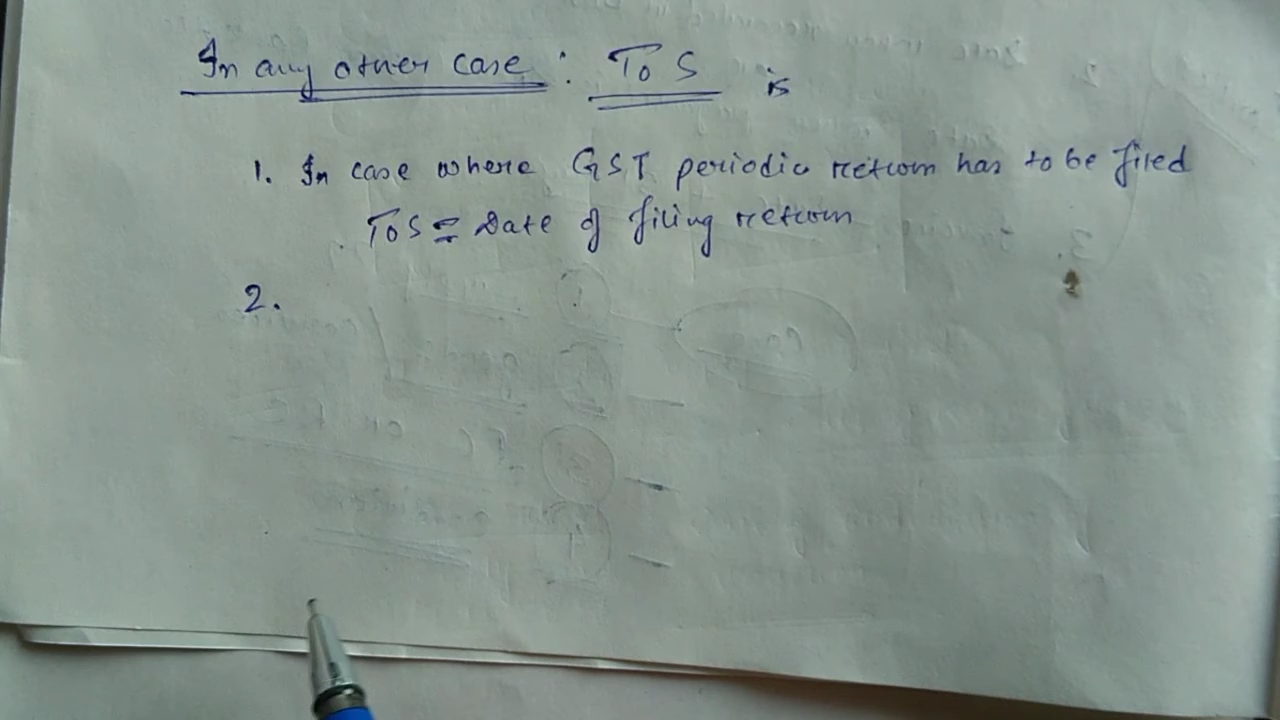 In any other case : ToS is
1. In case where GST periodic return has to be filed
ToS = Date of filing return
2.